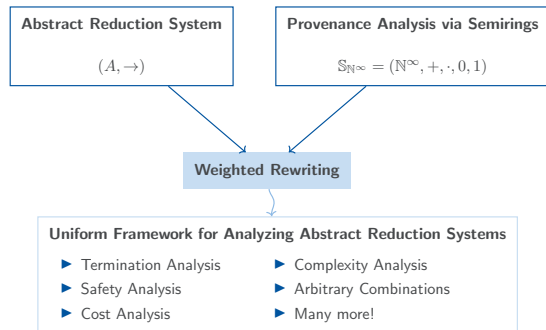 Abstract Reduction System
(A, →)
Provenance Analysis via Semirings
𝕊_ℕ∞ = (ℕ^∞, +, ·, 0, 1)
Weighted Rewriting
Uniform Framework for Analyzing Abstract Reduction Systems
► Termination Analysis
► Safety Analysis
► Cost Analysis
► Complexity Analysis
► Arbitrary Combinations
► Many more!